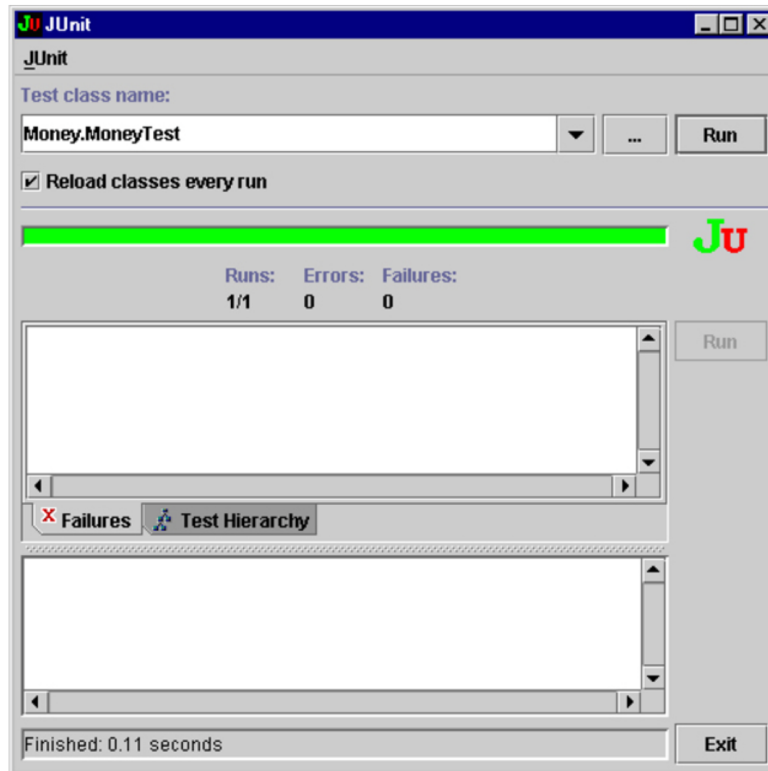 JU JUnit
JUnit
Test class name:
Money.MoneyTest
... Run
Reload classes every run
JU
Runs: Errors: Failures:
1/1 0 0
Run
X Failures Test Hierarchy
Finished: 0.11 seconds
Exit